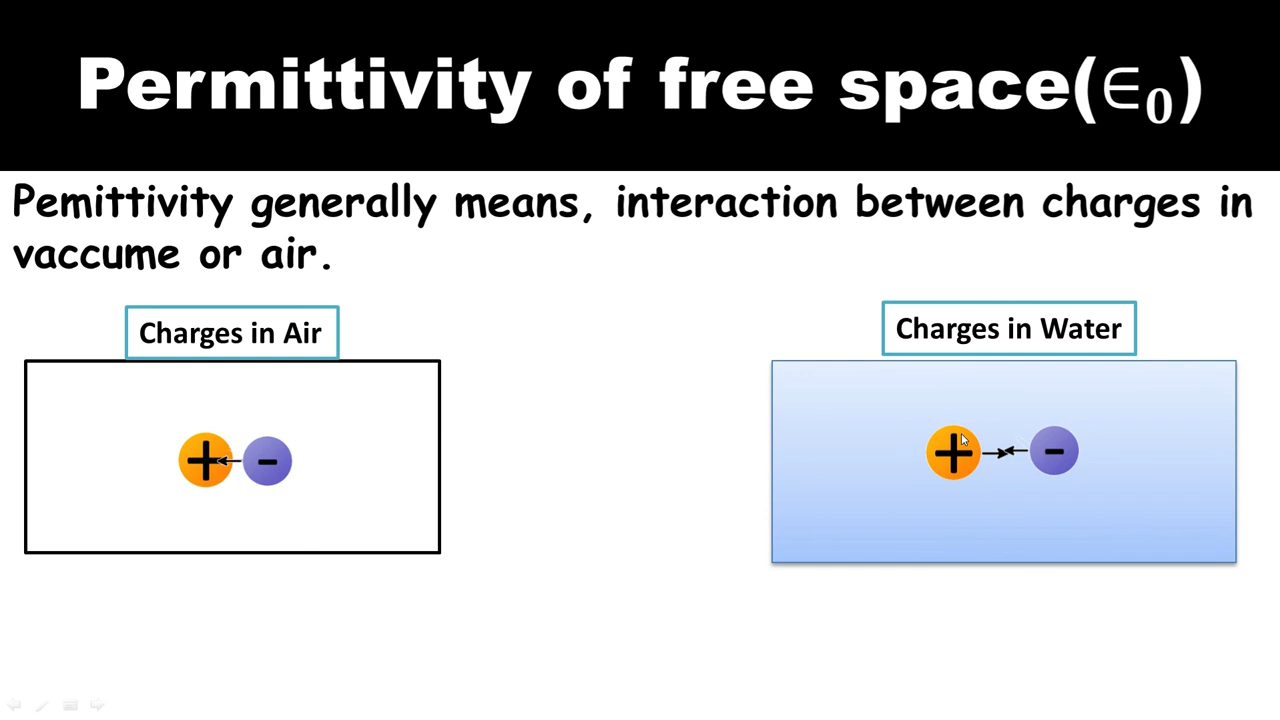 Permittivity of free space(∈₀)
Pemittivity generally means, interaction between charges in
vaccume or air.
Charges in Air
Charges in Water
+ -
+ -